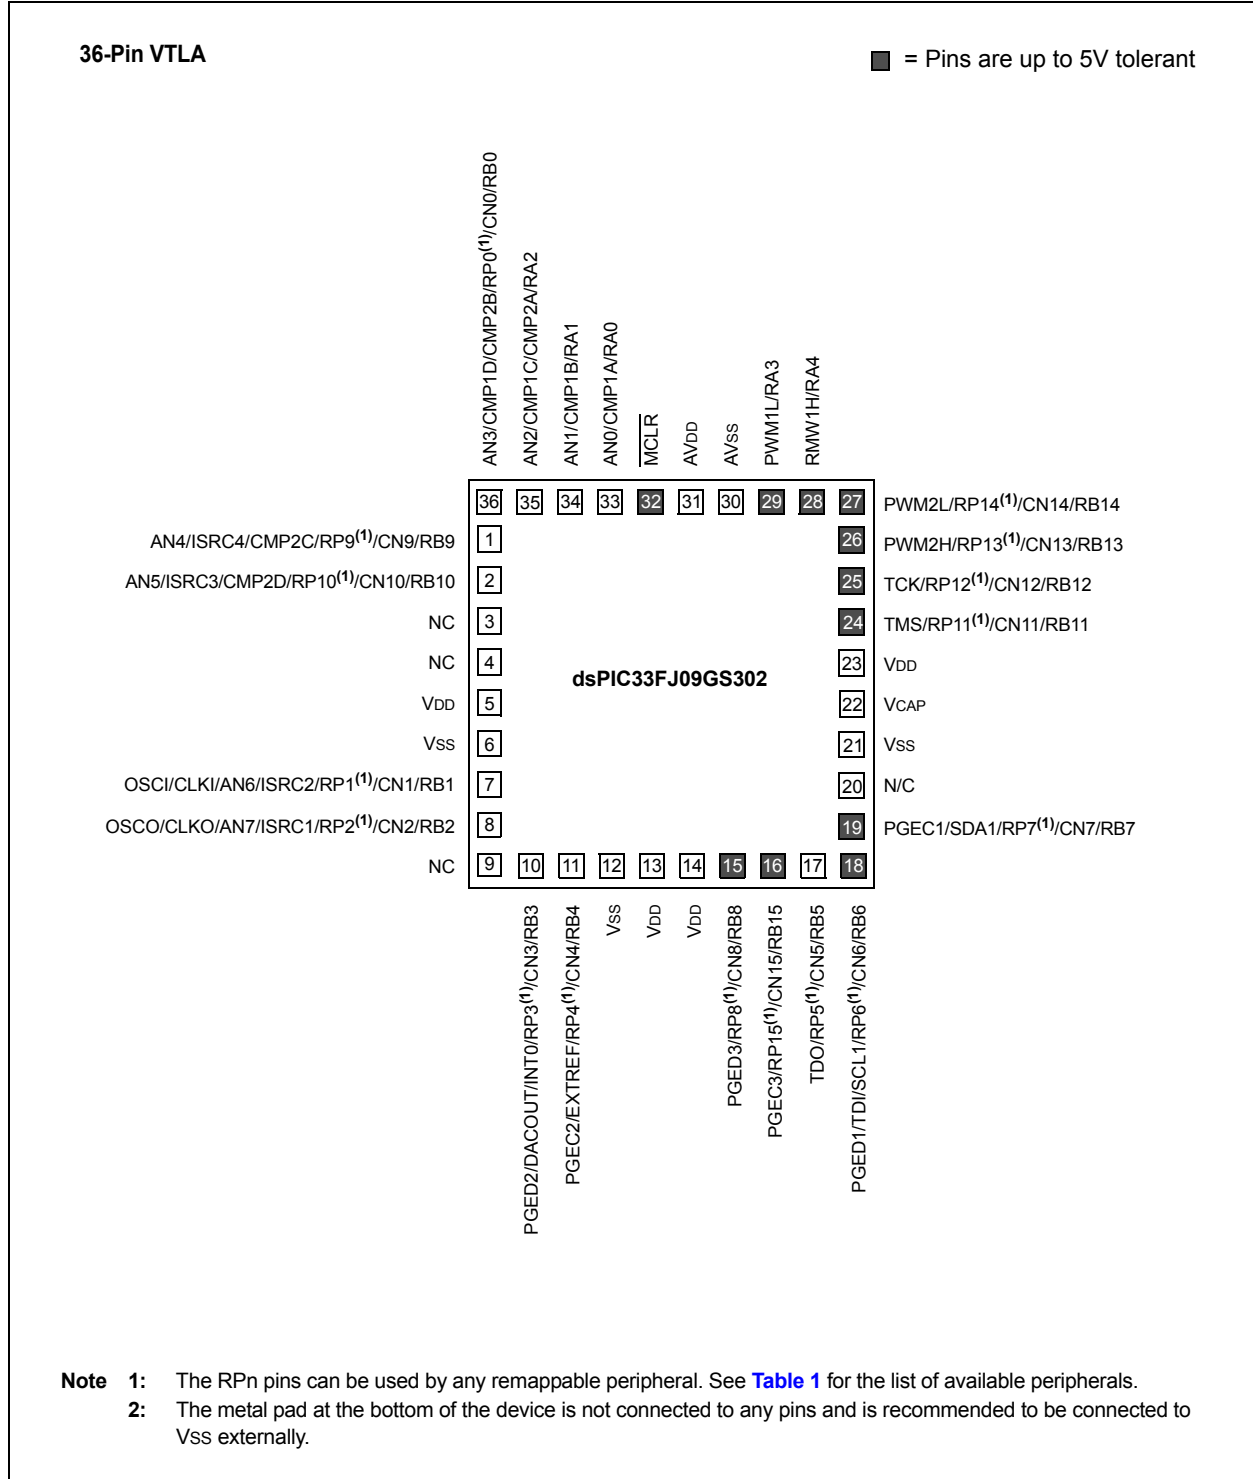 36-Pin VTLA
= Pins are up to 5V tolerant
AN3/CMP1D/CMP2B/RP0(1)/CN0/RB0
AN2/CMP1C/CMP2A/RA2
AN1/CMP1B/RA1
AN0/CMP1A/RA0
MCLR
AVDD
AVSS
PWM1L/RA3
RMW1H/RA4
36 35 34 33 32 31 30 29 28 27 PWM2L/RP14(1)/CN14/RB14
AN4/ISRC4/CMP2C/RP9(1)/CN9/RB9 1 26 PWM2H/RP13(1)/CN13/RB13
AN5/ISRC3/CMP2D/RP10(1)/CN10/RB10 2 25 TCK/RP12(1)/CN12/RB12
NC 3 24 TMS/RP11(1)/CN11/RB11
NC 4 23 VDD
dsPIC33FJ09GS302
VDD 5 22 VCAP
VSS 6 21 VSS
OSCI/CLKI/AN6/ISRC2/RP1(1)/CN1/RB1 7 20 N/C
OSCO/CLKO/AN7/ISRC1/RP2(1)/CN2/RB2 8 19 PGEC1/SDA1/RP7(1)/CN7/RB7
NC 9 10 11 12 13 14 15 16 17 18
PGED2/DACOUT/INT0/RP3(1)/CN3/RB3
PGEC2/EXTREF/RP4(1)/CN4/RB4
VSS
VDD
VDD
PGED3/RP8(1)/CN8/RB8
PGEC3/RP15(1)/CN15/RB15
TDO/RP5(1)/CN5/RB5
PGED1/TDI/SCL1/RP6(1)/CN6/RB6
Note 1: The RPn pins can be used by any remappable peripheral. See Table 1 for the list of available peripherals.
2: The metal pad at the bottom of the device is not connected to any pins and is recommended to be connected to
VSS externally.